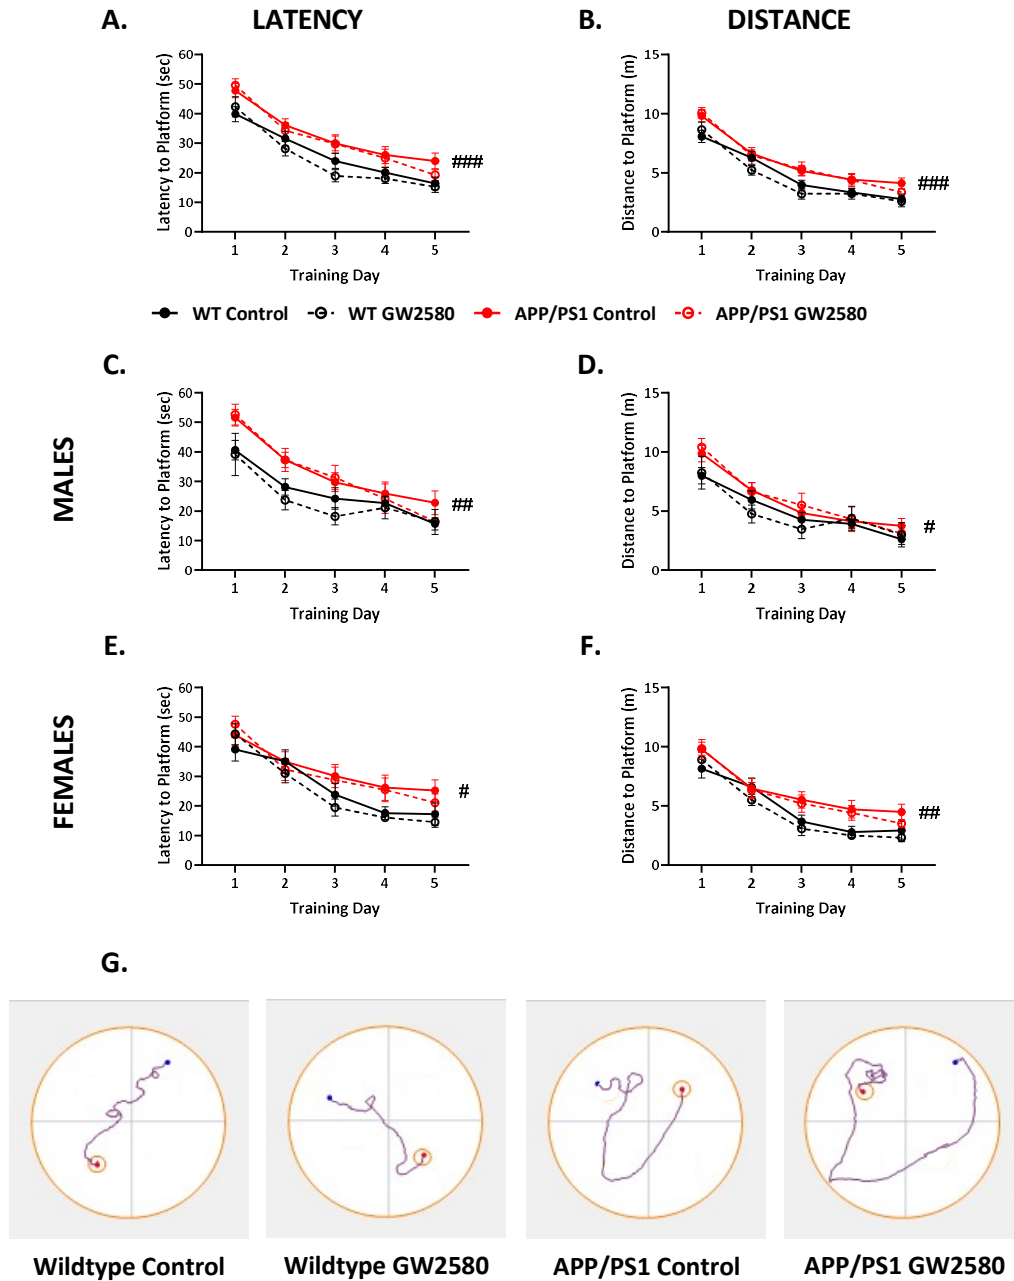 A. LATENCY
B. DISTANCE
Latency to Platform (sec)
60
50
40
30
20
10
0
1 2 3 4 5
Training Day
###
Distance to Platform (m)
15
10
5
0
1 2 3 4 5
Training Day
###
WT Control WT GW2580 APP/PS1 Control APP/PS1 GW2580
MALES
C.
Latency to Platform (sec)
60
50
40
30
20
10
0
1 2 3 4 5
Training Day
##
D.
Distance to Platform (m)
15
10
5
0
1 2 3 4 5
Training Day
#
FEMALES
E.
Latency to Platform (sec)
60
50
40
30
20
10
0
1 2 3 4 5
Training Day
#
F.
Distance to Platform (m)
15
10
5
0
1 2 3 4 5
Training Day
##
G.
Wildtype Control
Wildtype GW2580
APP/PS1 Control
APP/PS1 GW2580